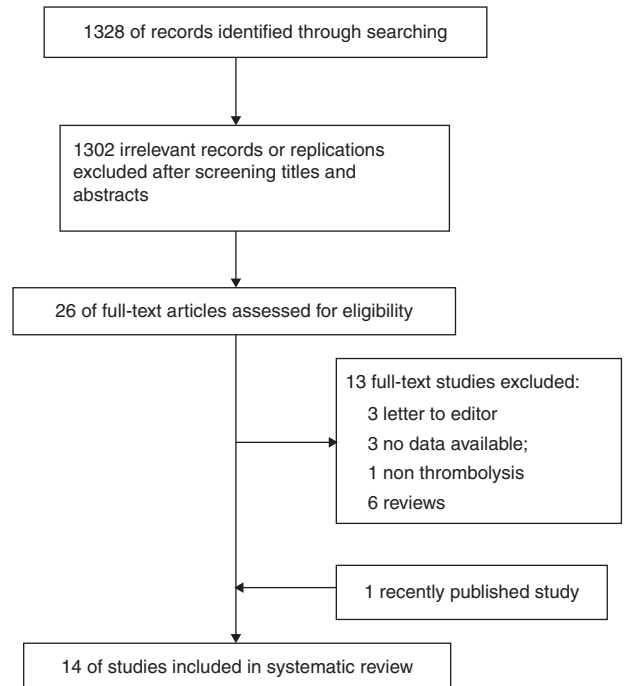 1328 of records identified through searching
1302 irrelevant records or replications
excluded after screening titles and
abstracts
26 of full-text articles assessed for eligibility
13 full-text studies excluded:
3 letter to editor
3 no data available;
1 non thrombolysis
6 reviews
1 recently published study
14 of studies included in systematic review